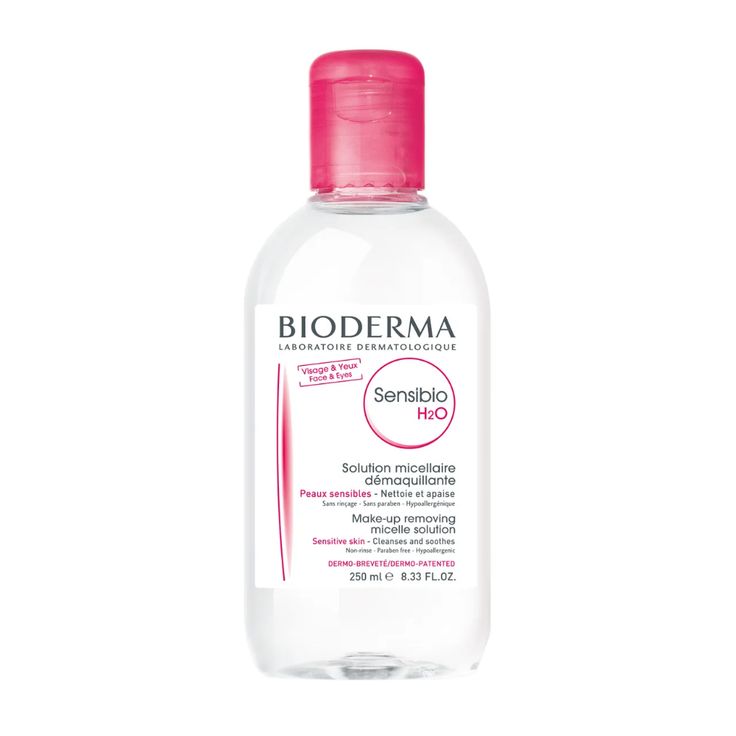 BIODERMA
LABORATOIRE DERMATOLOGIQUE
Visage & Yeux
Face & Eyes
Sensibio
H2O
Solution micellaire
démaquillante
Peaux sensibles - Nettoie et apaise
Sans rinçage - Sans paraben - Hypoallergénique
Make-up removing
micelle solution
Sensitive skin - Cleanses and soothes
Non-rinse - Paraben free - Hypoallergenic
DERMO-BREVETÉ/DERMO-PATENTED
250 ml ℮ 8.33 FL.OZ.